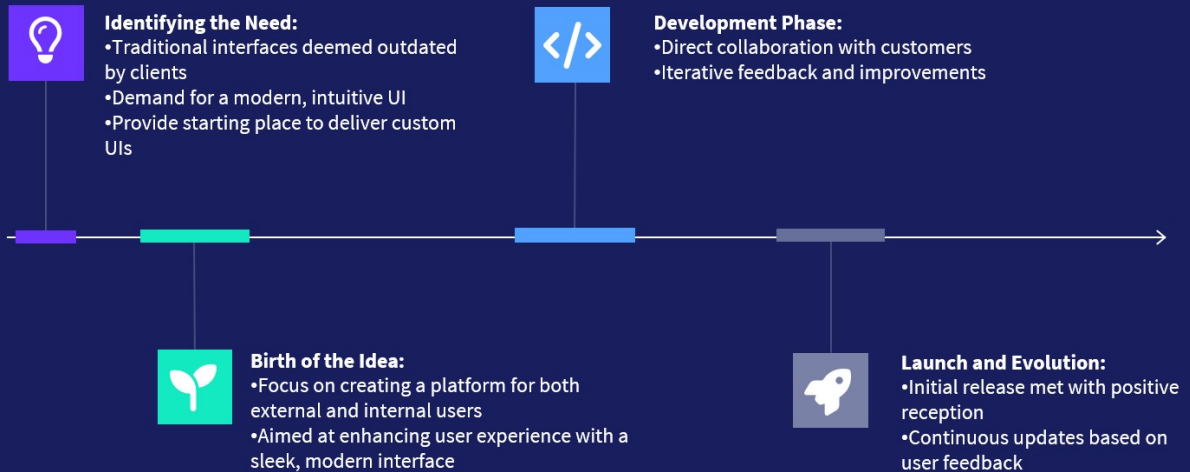 Identifying the Need:
•Traditional interfaces deemed outdated
by clients
•Demand for a modern, intuitive UI
•Provide starting place to deliver custom
UIs
Development Phase:
•Direct collaboration with customers
•Iterative feedback and improvements
Birth of the Idea:
•Focus on creating a platform for both
external and internal users
•Aimed at enhancing user experience with a
sleek, modern interface
Launch and Evolution:
•Initial release met with positive
reception
•Continuous updates based on
user feedback